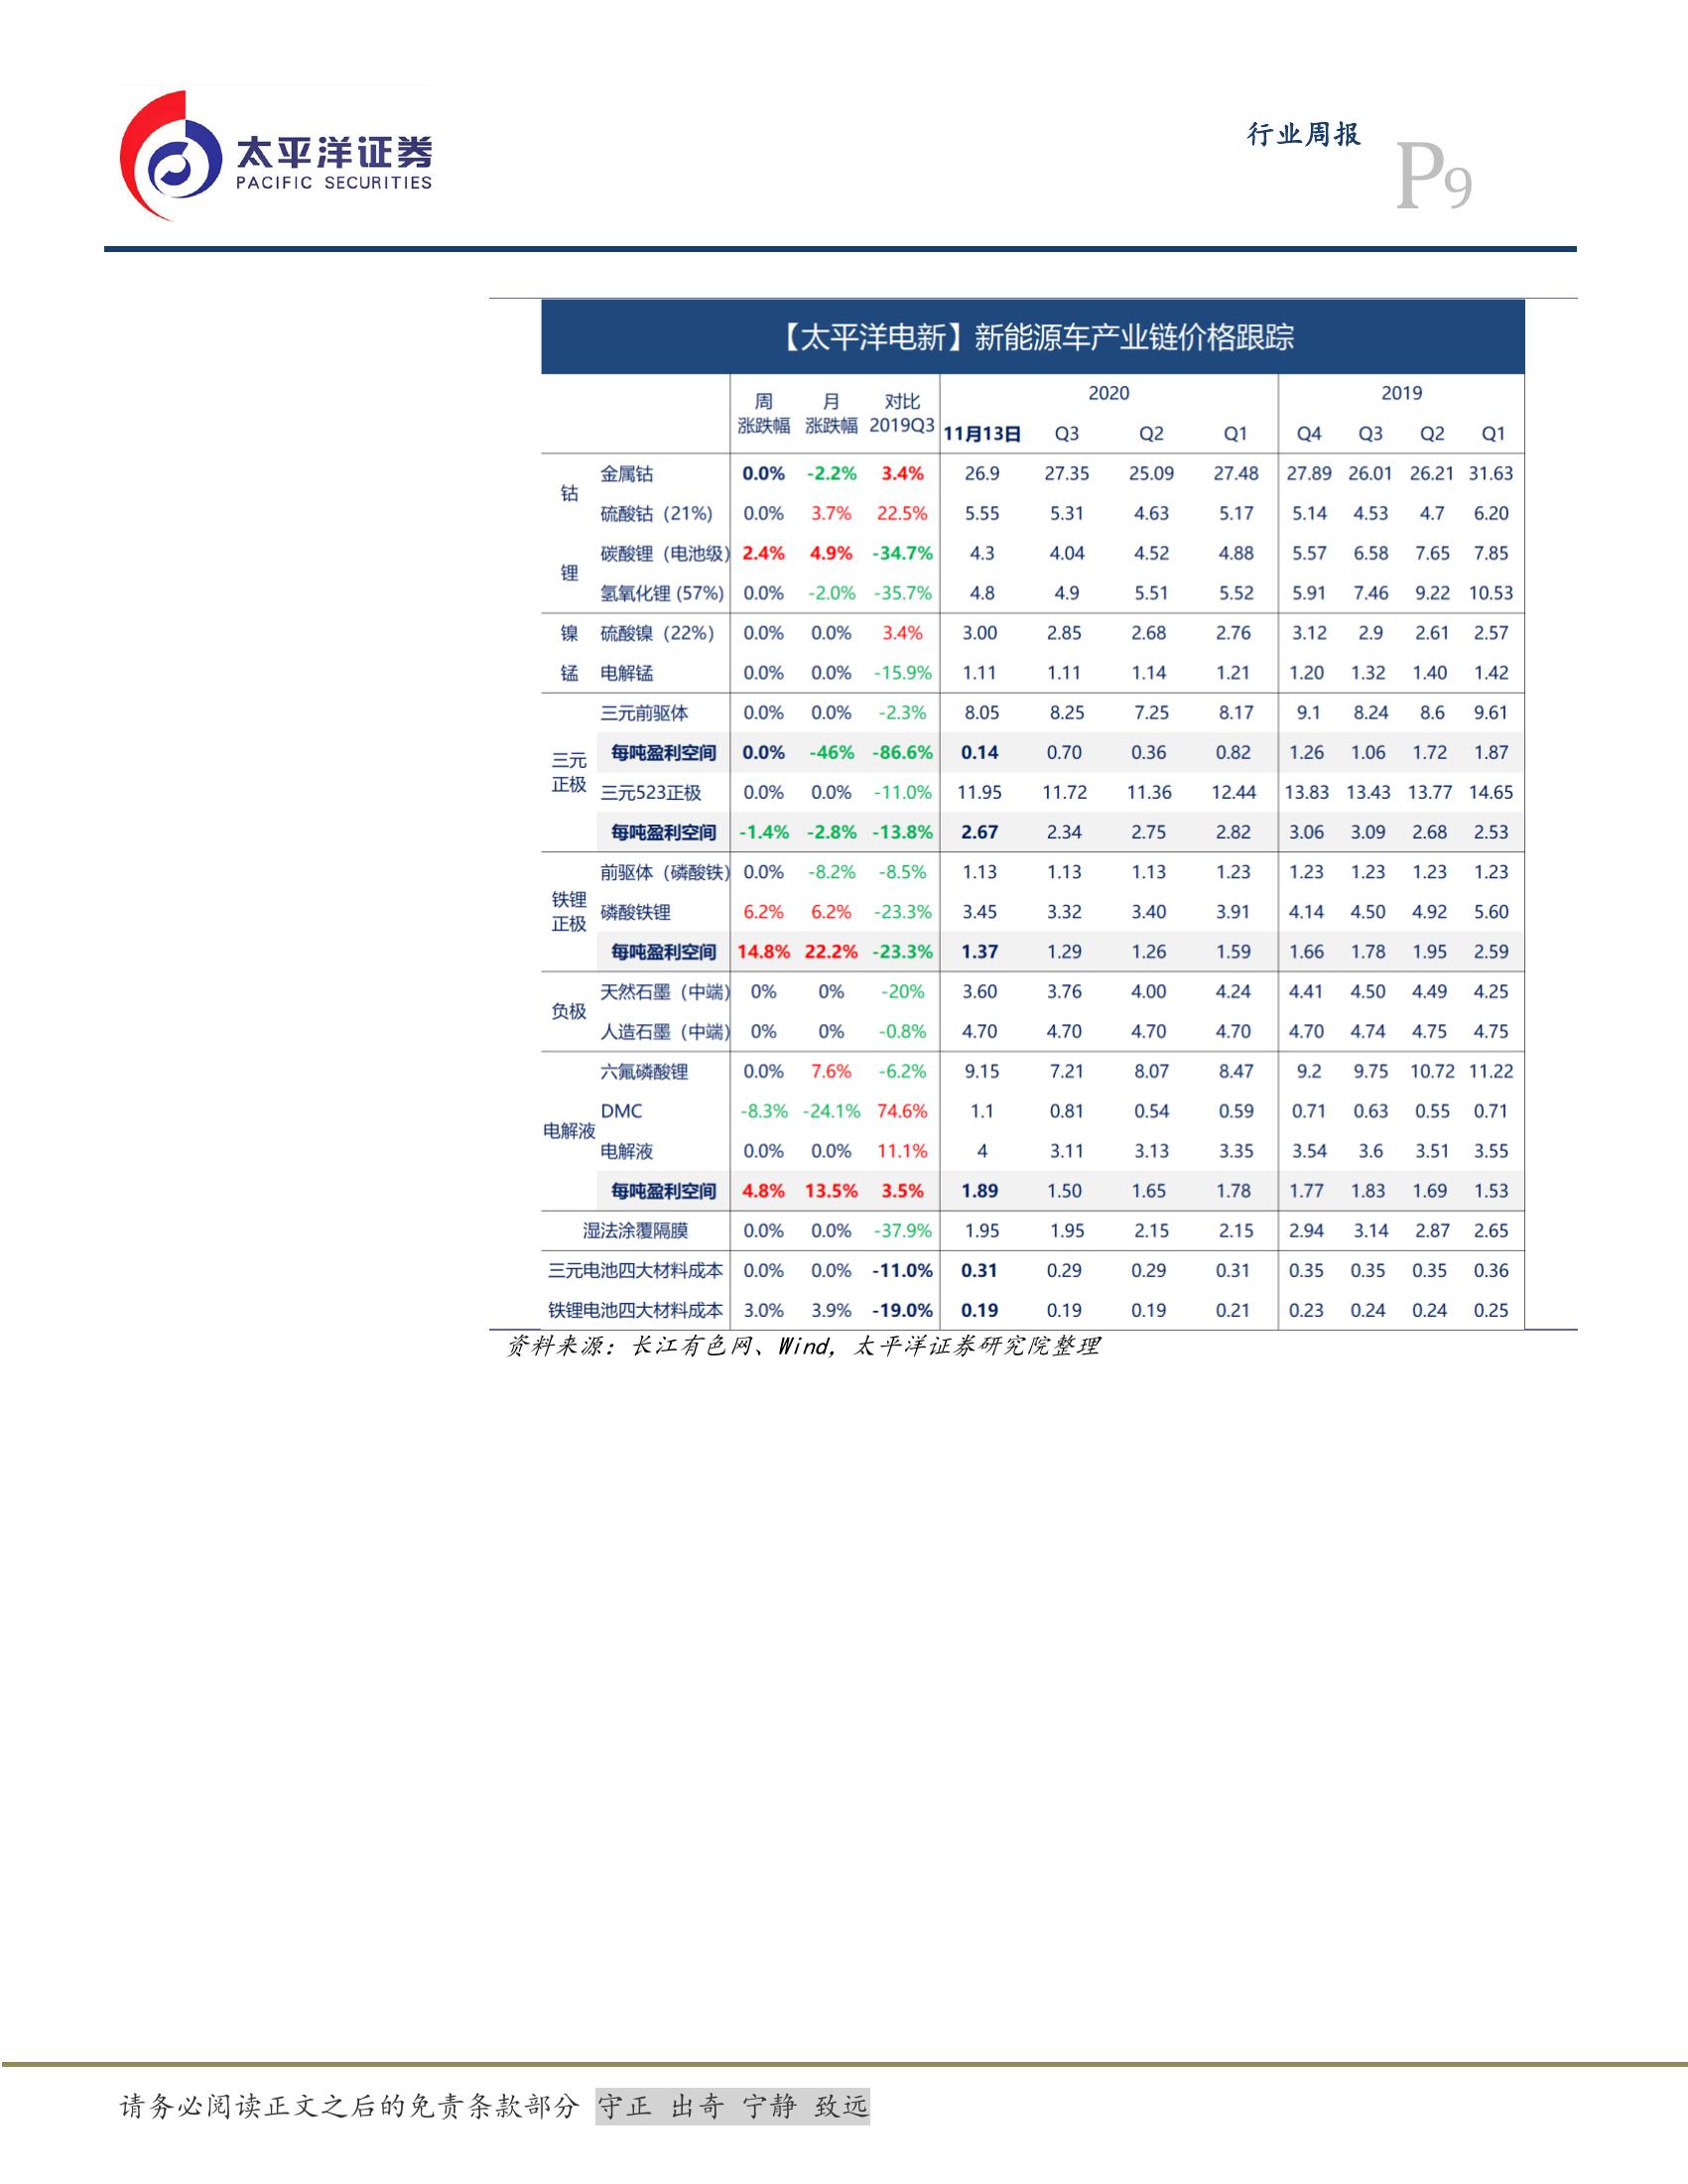 太平洋证券
PACIFIC SECURITIES
行业周报
P9
【太平洋电新】新能源车产业链价格跟踪
周涨跌幅 月涨跌幅 对比2019Q3 2020 2019
11月13日 Q3 Q2 Q1 Q4 Q3 Q2 Q1
钴 金属钴 0.0% -2.2% 3.4% 26.9 27.35 25.09 27.48 27.89 26.01 26.21 31.63
硫酸钴（21%） 0.0% 3.7% 22.5% 5.55 5.31 4.63 5.17 5.14 4.53 4.7 6.20
锂 碳酸锂（电池级） 2.4% 4.9% -34.7% 4.3 4.04 4.52 4.88 5.57 6.58 7.65 7.85
氢氧化锂 (57%) 0.0% -2.0% -35.7% 4.8 4.9 5.51 5.52 5.91 7.46 9.22 10.53
镍 硫酸镍（22%） 0.0% 0.0% 3.4% 3.00 2.85 2.68 2.76 3.12 2.9 2.61 2.57
锰 电解锰 0.0% 0.0% -15.9% 1.11 1.11 1.14 1.21 1.20 1.32 1.40 1.42
三元正极 三元前驱体 0.0% 0.0% -2.3% 8.05 8.25 7.25 8.17 9.1 8.24 8.6 9.61
每吨盈利空间 0.0% -46% -86.6% 0.14 0.70 0.36 0.82 1.26 1.06 1.72 1.87
三元523正极 0.0% 0.0% -11.0% 11.95 11.72 11.36 12.44 13.83 13.43 13.77 14.65
每吨盈利空间 -1.4% -2.8% -13.8% 2.67 2.34 2.75 2.82 3.06 3.09 2.68 2.53
铁锂正极 前驱体（磷酸铁） 0.0% -8.2% -8.5% 1.13 1.13 1.13 1.23 1.23 1.23 1.23 1.23
磷酸铁锂 6.2% 6.2% -23.3% 3.45 3.32 3.40 3.91 4.14 4.50 4.92 5.60
每吨盈利空间 14.8% 22.2% -23.3% 1.37 1.29 1.26 1.59 1.66 1.78 1.95 2.59
负极 天然石墨（中端） 0% 0% -20% 3.60 3.76 4.00 4.24 4.41 4.50 4.49 4.25
人造石墨（中端） 0% 0% -0.8% 4.70 4.70 4.70 4.70 4.70 4.74 4.75 4.75
电解液 六氟磷酸锂 0.0% 7.6% -6.2% 9.15 7.21 8.07 8.47 9.2 9.75 10.72 11.22
DMC -8.3% -24.1% 74.6% 1.1 0.81 0.54 0.59 0.71 0.63 0.55 0.71
电解液 0.0% 0.0% 11.1% 4 3.11 3.13 3.35 3.54 3.6 3.51 3.55
每吨盈利空间 4.8% 13.5% 3.5% 1.89 1.50 1.65 1.78 1.77 1.83 1.69 1.53
湿法涂覆隔膜 0.0% 0.0% -37.9% 1.95 1.95 2.15 2.15 2.94 3.14 2.87 2.65
三元电池四大材料成本 0.0% 0.0% -11.0% 0.31 0.29 0.29 0.31 0.35 0.35 0.35 0.36
铁锂电池四大材料成本 3.0% 3.9% -19.0% 0.19 0.19 0.19 0.21 0.23 0.24 0.24 0.25
资料来源：长江有色网、Wind，太平洋证券研究院整理
请务必阅读正文之后的免责条款部分 守正 出奇 宁静 致远